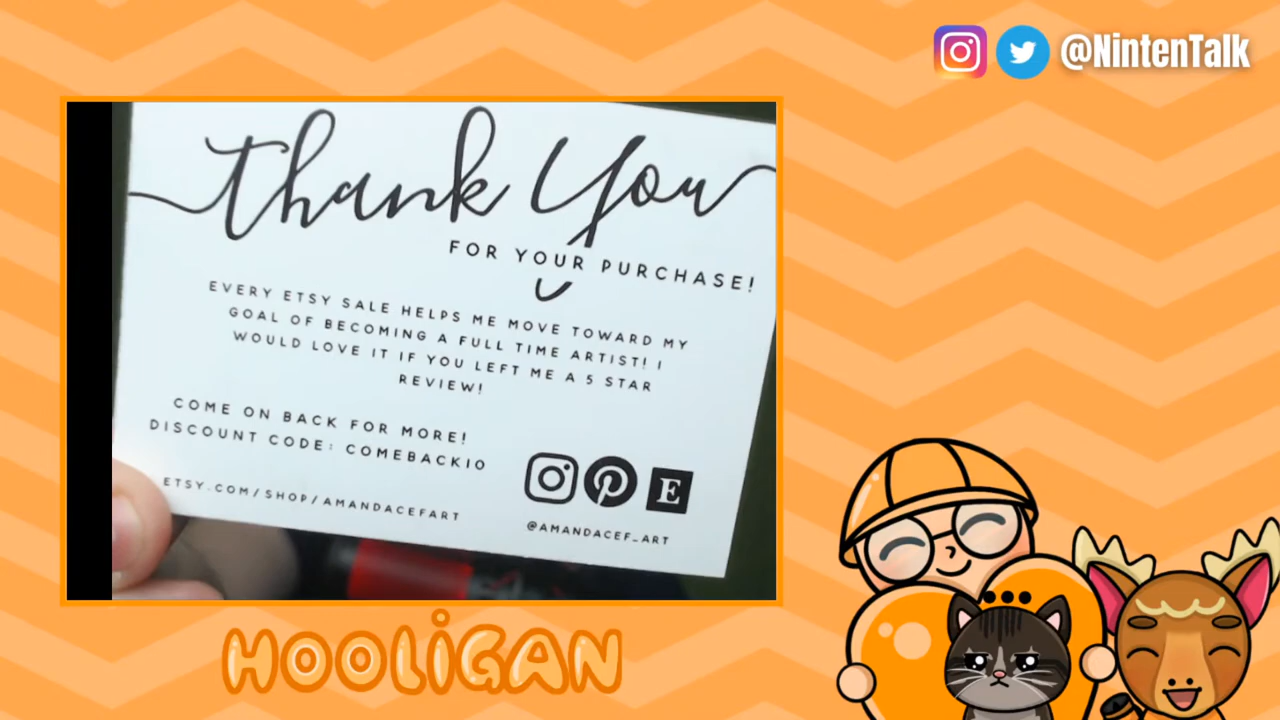 @NintenTalk
Thank You
FOR YOUR PURCHASE!
EVERY ETSY SALE HELPS ME MOVE TOWARD MY
GOAL OF BECOMING A FULL TIME ARTIST! I
WOULD LOVE IT IF YOU LEFT ME A 5 STAR
REVIEW!
COME ON BACK FOR MORE!
DISCOUNT CODE: COMEBACK10
ETSY.COM/SHOP/AMANDACEFART
E
@AMANDACEF_ART
HOOLiGAN